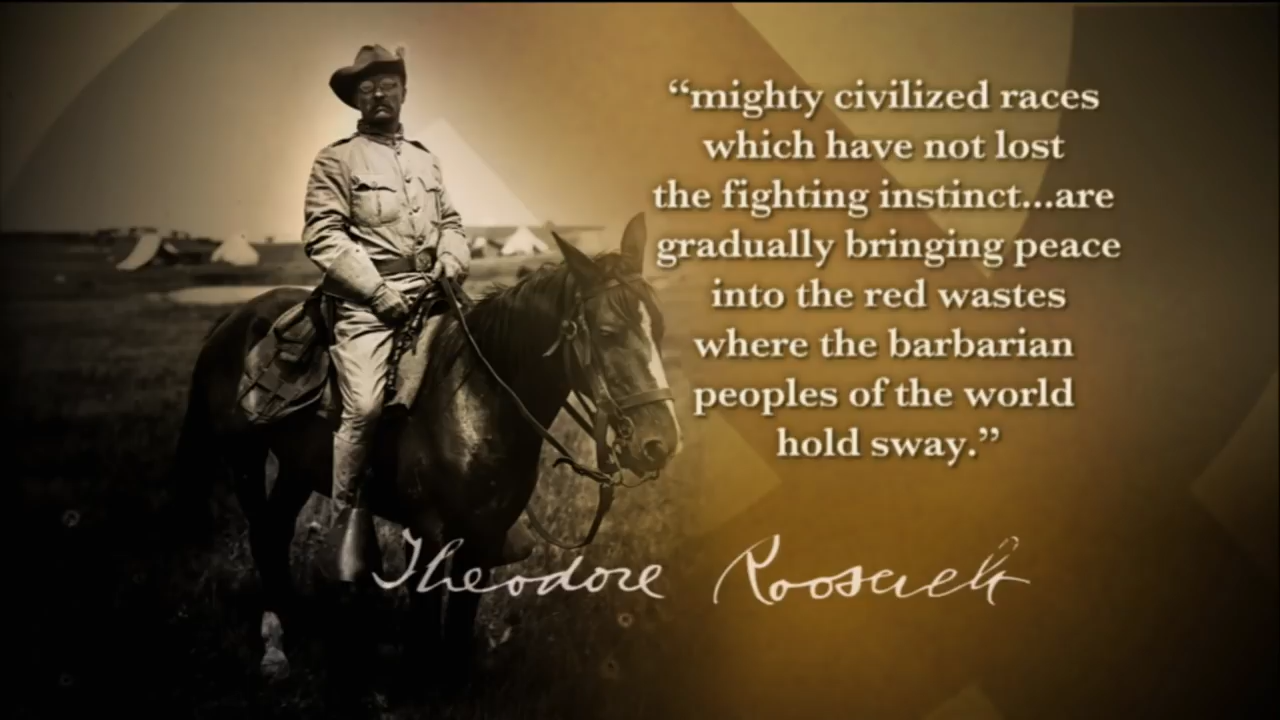 “mighty civilized races
which have not lost
the fighting instinct...are
gradually bringing peace
into the red wastes
where the barbarian
peoples of the world
hold sway.”
Theodore Roosevelt